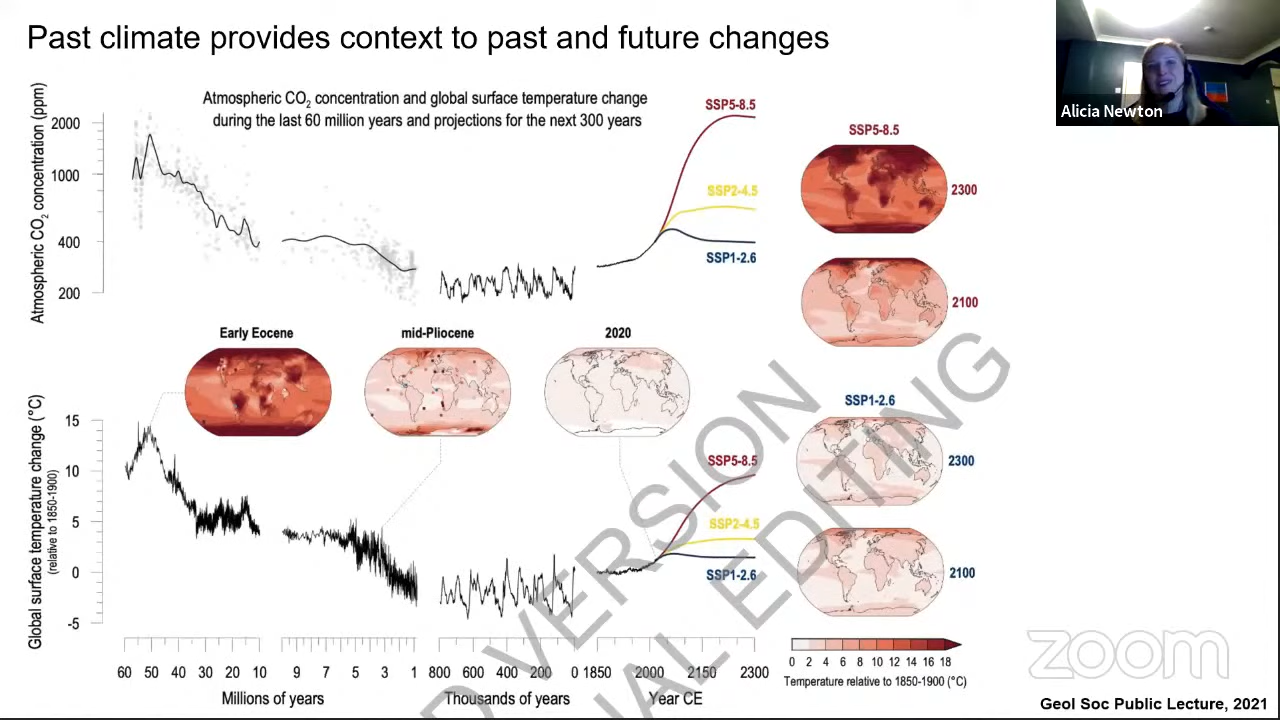 Past climate provides context to past and future changes
Alicia Newton
Atmospheric CO2 concentration and global surface temperature change
during the last 60 million years and projections for the next 300 years
Atmospheric CO2 concentration (ppm)
2000
1000
400
200
SSP5-8.5
SSP2-4.5
SSP1-2.6
SSP5-8.5
2300
2100
Early Eocene
mid-Pliocene
2020
Global surface temperature change (°C)
(relative to 1850-1900)
15
10
5
0
-5
SSP5-8.5
SSP2-4.5
SSP1-2.6
SSP1-2.6
2300
2100
60 50 40 30 20 10
9 7 5 3 1
800 600 400 200 0
1850 2000 2150 2300
Millions of years
Thousands of years
Year CE
0 2 4 6 8 10 12 14 16 18
Temperature relative to 1850-1900 (°C)
D VERSION
IAL EDITING
zoom
Geol Soc Public Lecture, 2021